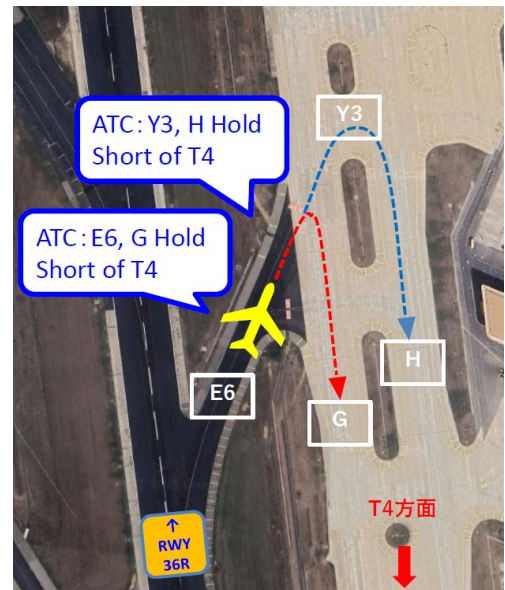 Y3
ATC：Y3, H Hold
Short of T4
ATC：E6, G Hold
Short of T4
H
E6
G
T4方面
↑
RWY
36R